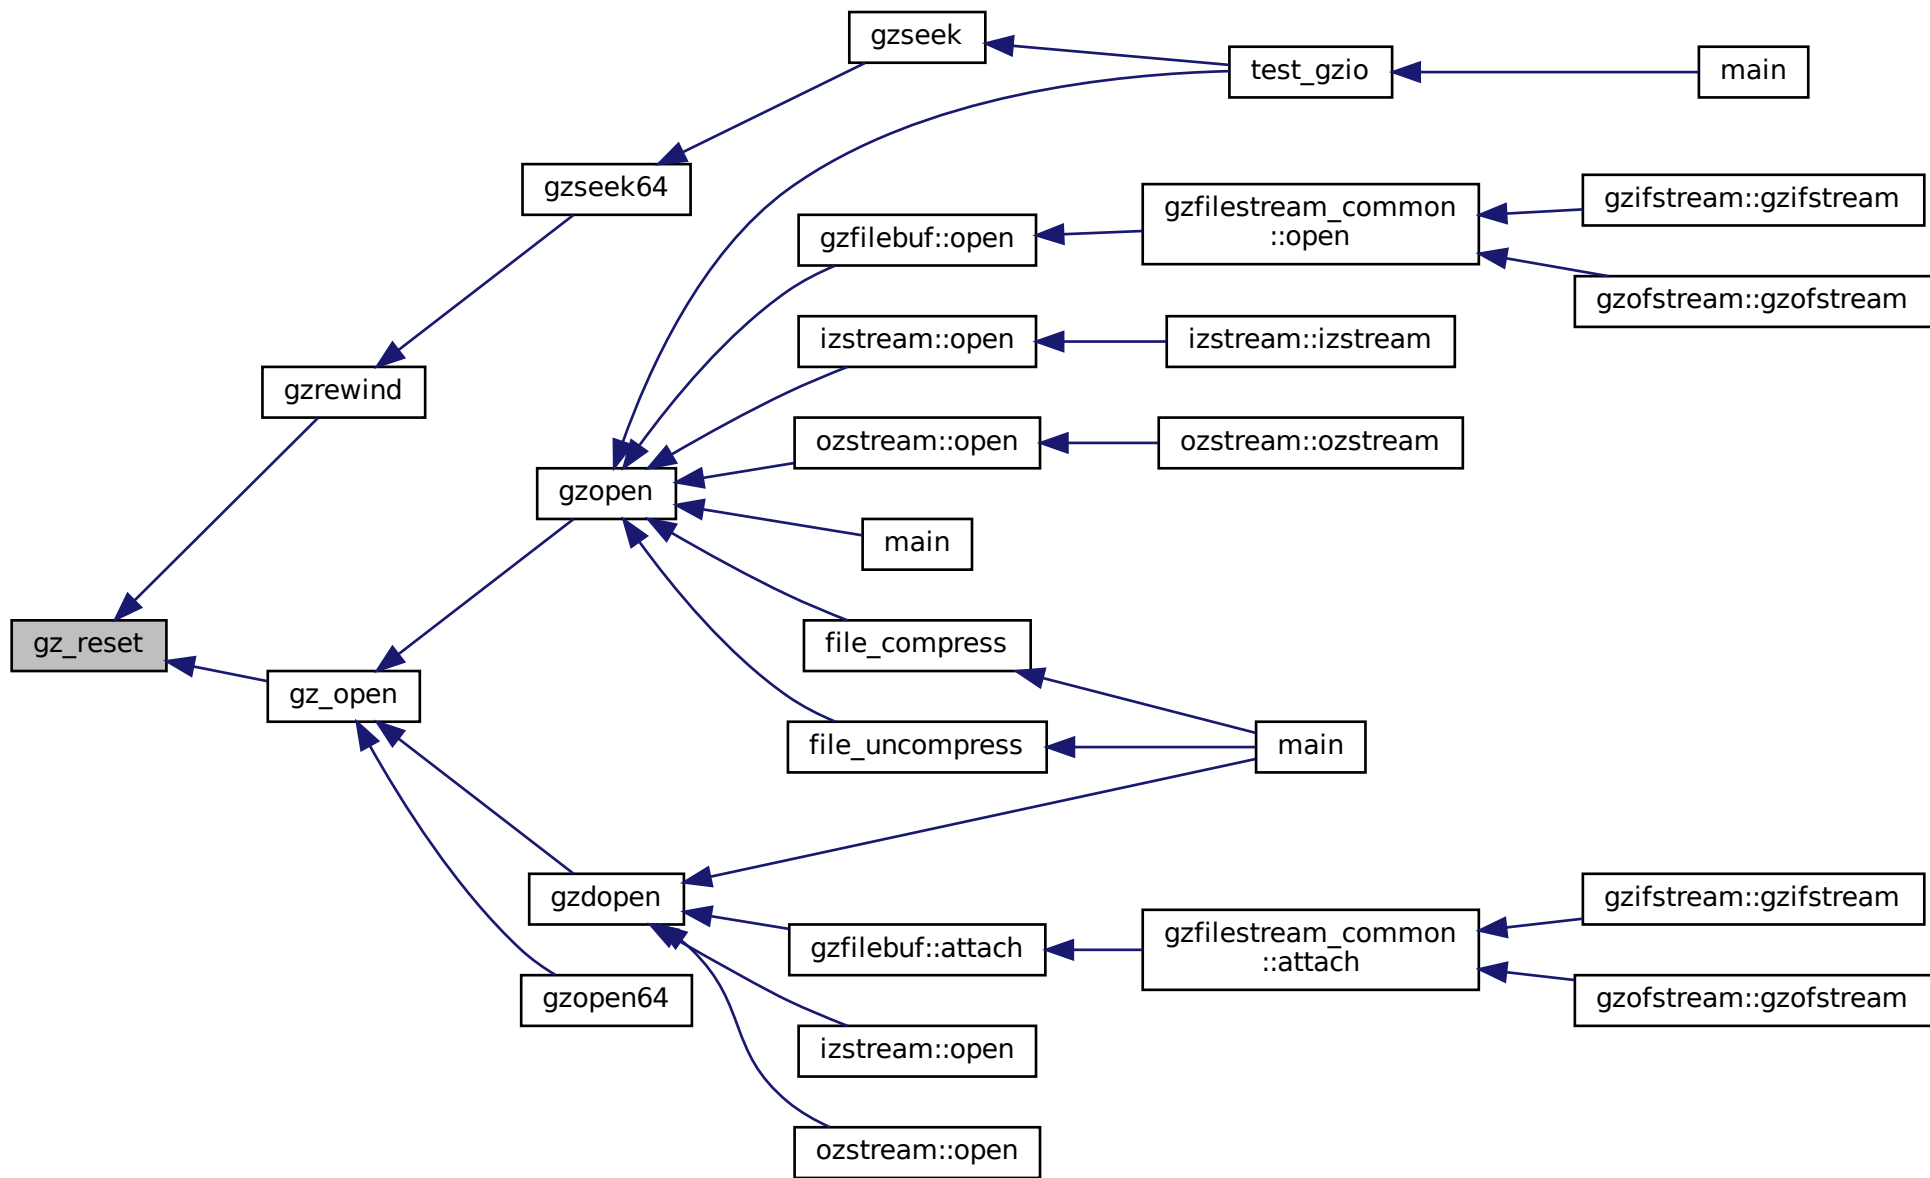 gzseek
test_gzio
main
gzseek64
gzfilestream_common
::open
gzifstream::gzifstream
gzfilebuf::open
gzofstream::gzofstream
izstream::open
izstream::izstream
gzrewind
ozstream::open
ozstream::ozstream
gzopen
main
gz_reset
file_compress
gz_open
file_uncompress
main
gzdopen
gzifstream::gzifstream
gzfilebuf::attach
gzfilestream_common
::attach
gzopen64
gzofstream::gzofstream
izstream::open
ozstream::open